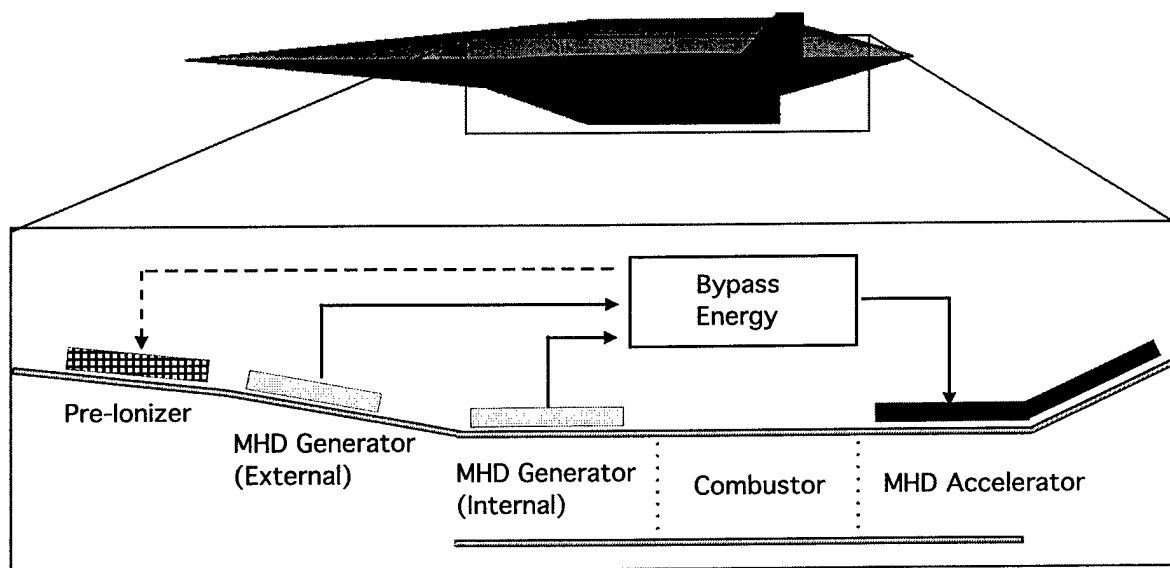 Bypass
Energy
Pre-Ionizer
MHD Generator
(External)
MHD Generator
(Internal)
Combustor
MHD Accelerator